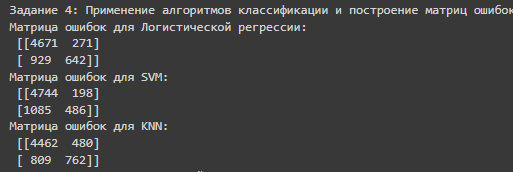 Задание 4: Применение алгоритмов классификации и построение матриц ошибок
Матрица ошибок для Логистической регрессии:
[[4671 271]
[ 929 642]]
Матрица ошибок для SVM:
[[4744 198]
[1085 486]]
Матрица ошибок для KNN:
[[4462 480]
[ 809 762]]